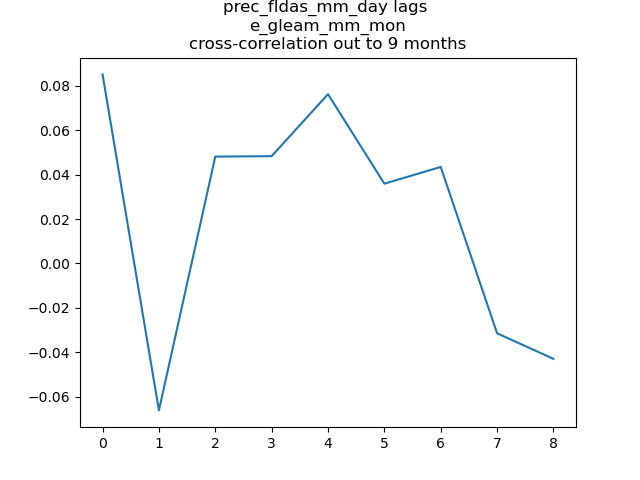 prec_fldas_mm_day lags
e_gleam_mm_mon
cross-correlation out to 9 months
0.08
0.06
0.04
0.02
0.00
−0.02
−0.04
−0.06
0 1 2 3 4 5 6 7 8